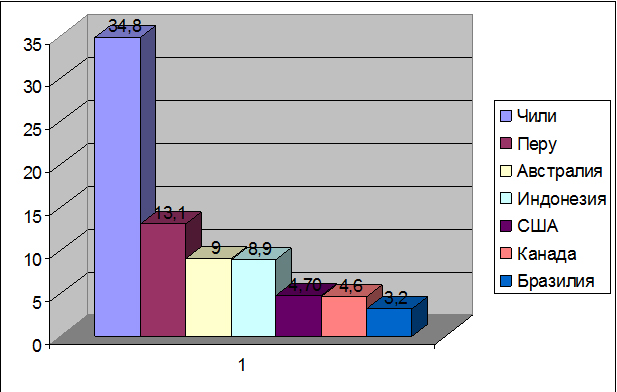 34,8
35
30
25
20
15
10
5
0
13,1
9
8,9
4,70
4,6
3,2
1
Чили
Перу
Австралия
Индонезия
США
Канада
Бразилия